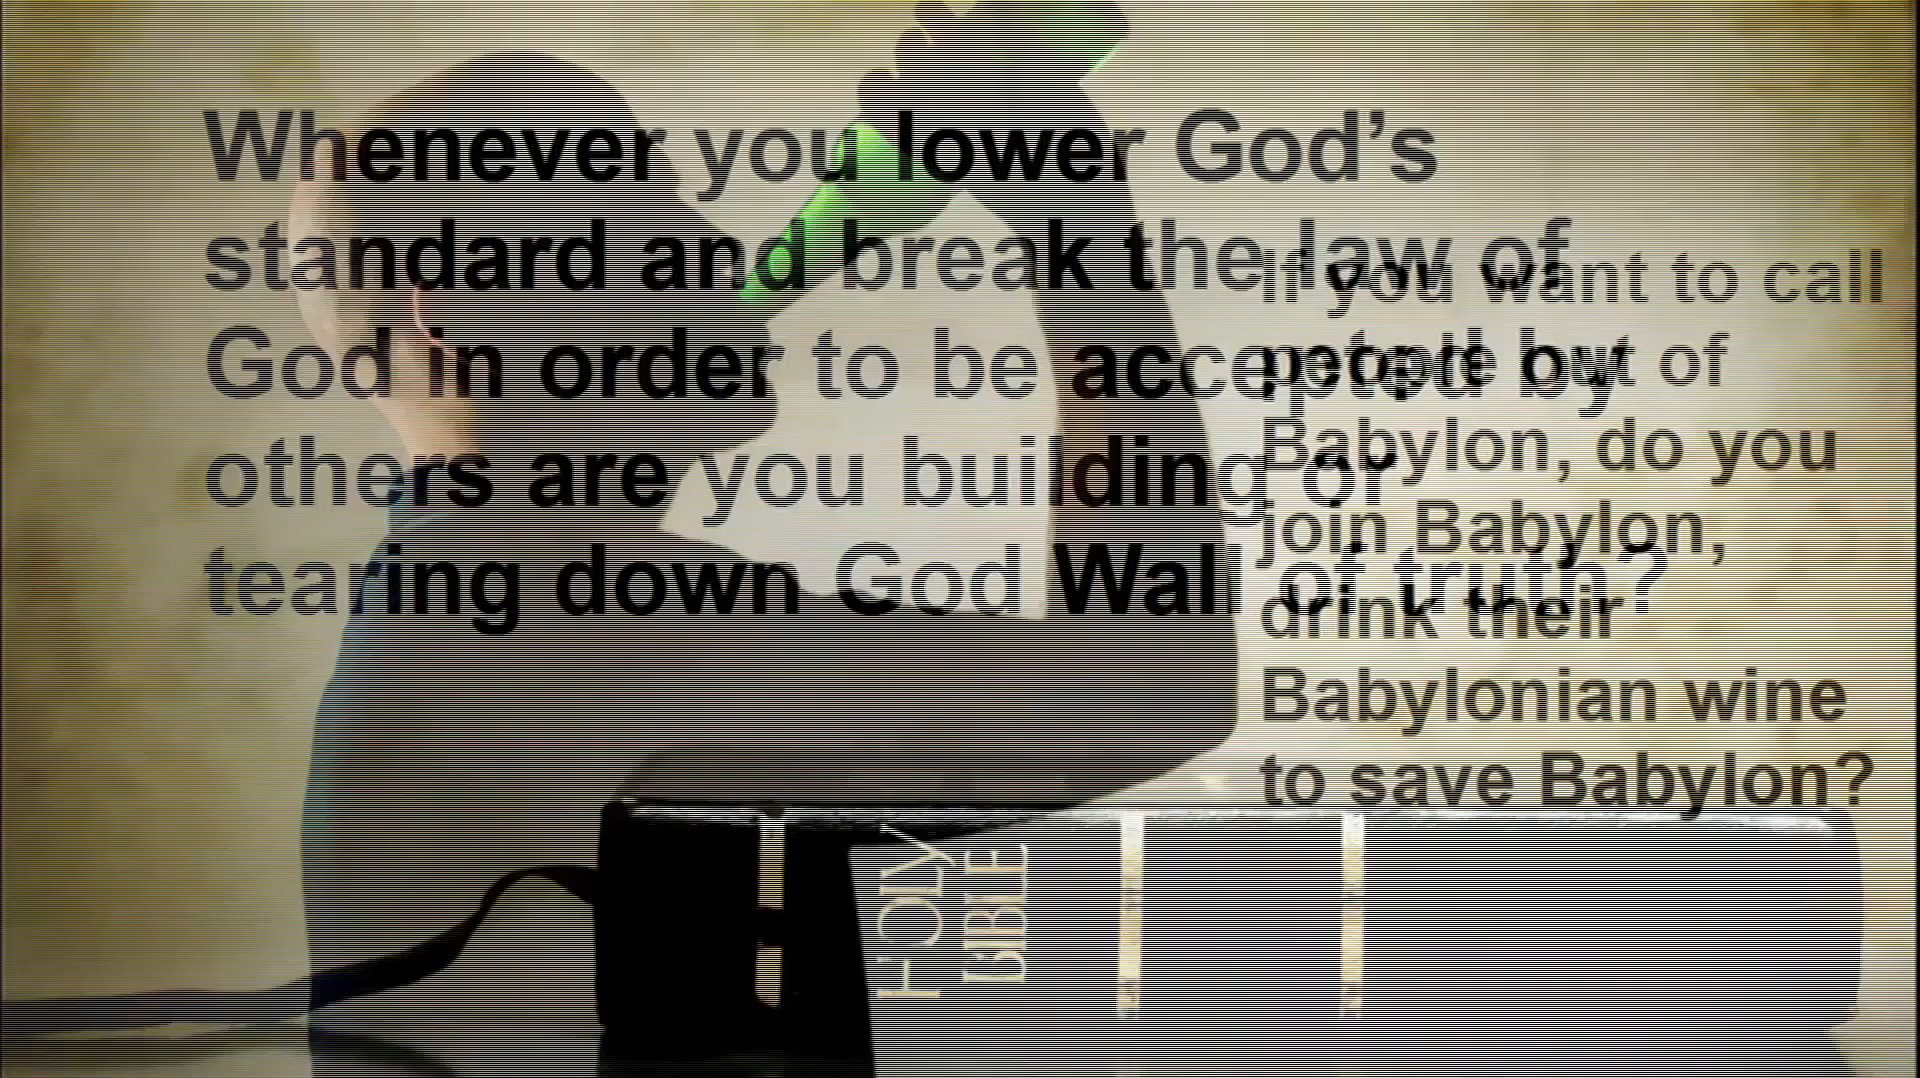 Whenever you lower God’s
standard and break the law of
God in order to be accepted by
others are you building or
tearing down God Wall of truth?
If you want to call
people out of
Babylon, do you
join Babylon,
drink their
Babylonian wine
to save Babylon?
HOLY
BIBLE